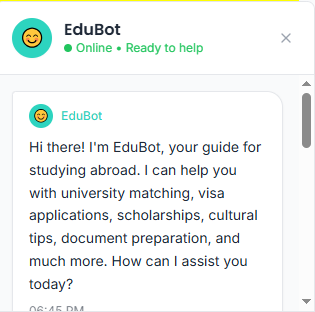 EduBot
Online • Ready to help
EduBot
Hi there! I'm EduBot, your guide for
studying abroad. I can help you
with university matching, visa
applications, scholarships, cultural
tips, document preparation, and
much more. How can I assist you
today?
06:45 PM